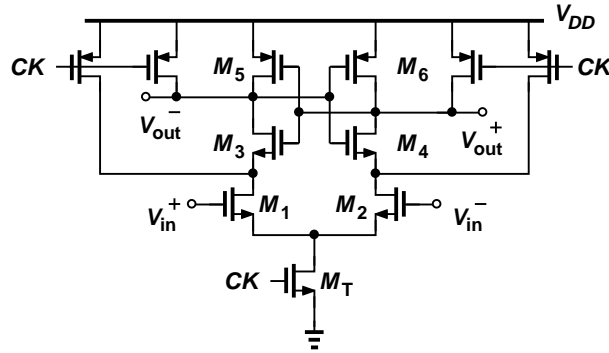 V_DD
CK M_5 M_6 CK
V_out^- M_3 M_4 V_out^+
V_in^+ M_1 M_2 V_in^-
CK M_T